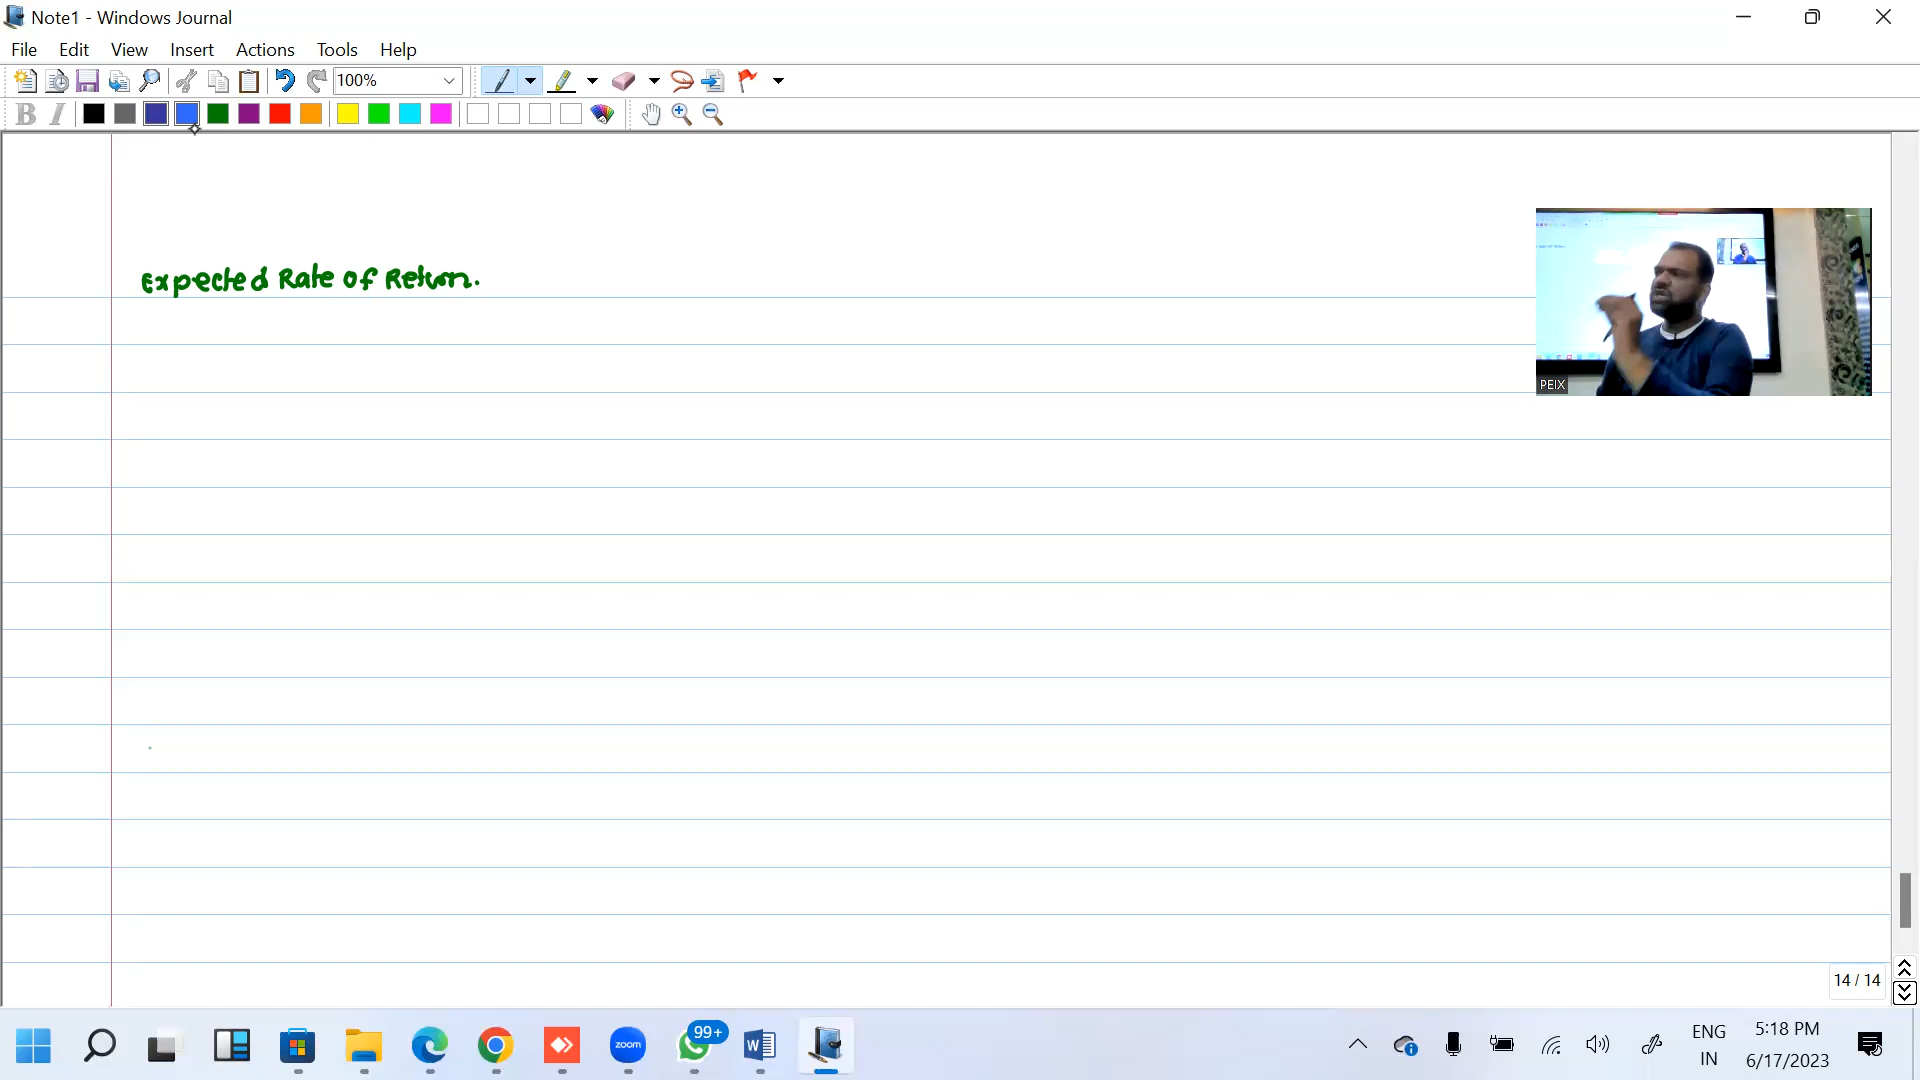 Note1 - Windows Journal
File Edit View Insert Actions Tools Help
100%
B I
Expected Rate of Return.
PEIX
14 / 14
zoom
99+
ENG
IN
5:18 PM
6/17/2023